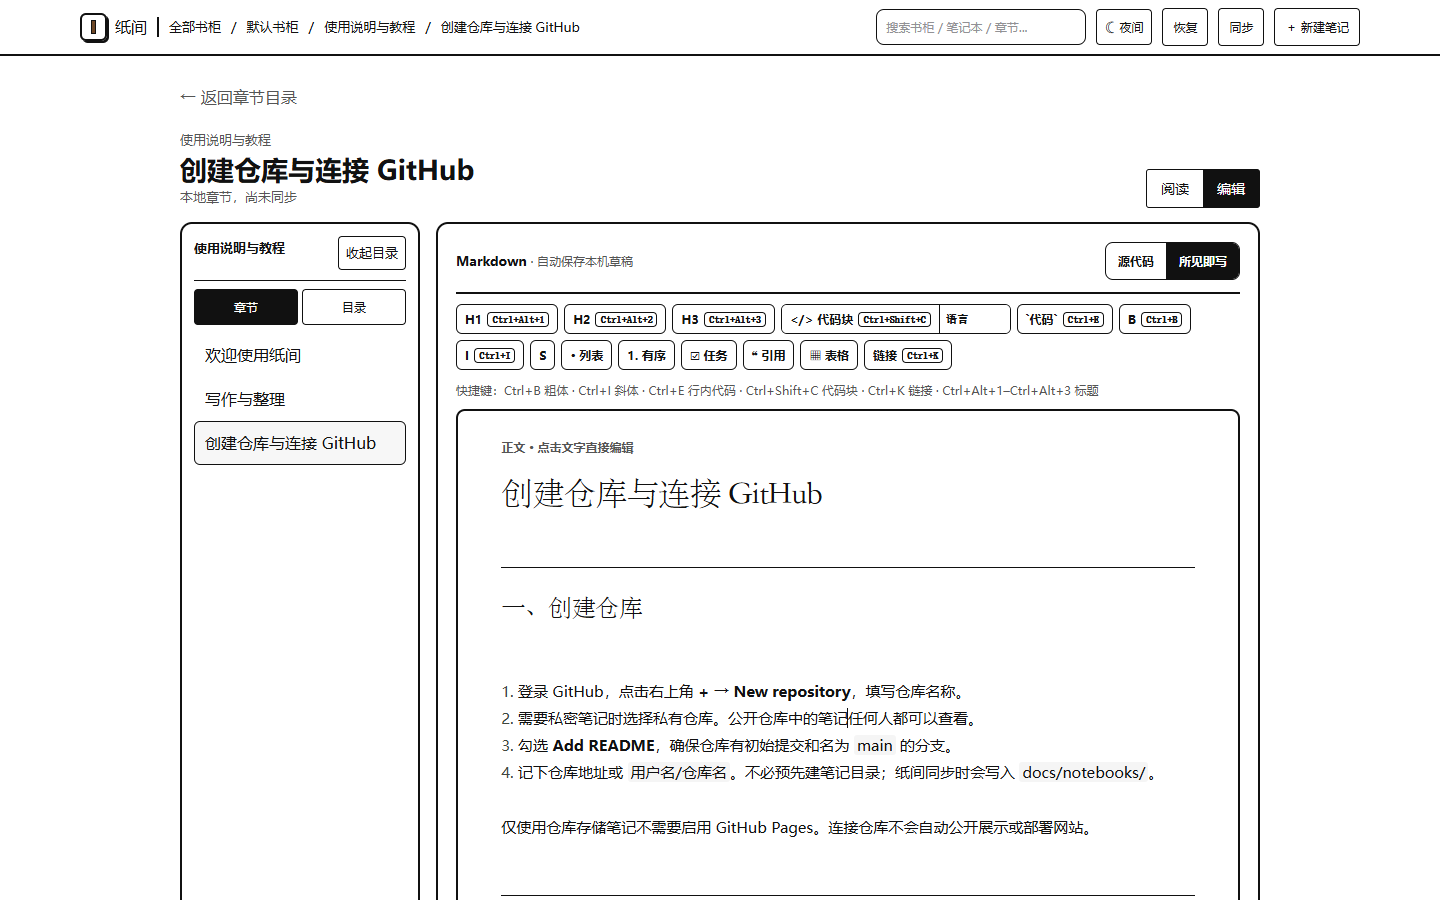 纸间 全部书柜 / 默认书柜 / 使用说明与教程 / 创建仓库与连接 GitHub 搜索书柜 / 笔记本 / 章节... ☾ 夜间 恢复 同步 + 新建笔记
← 返回章节目录
使用说明与教程
创建仓库与连接 GitHub
本地章节，尚未同步
阅读 编辑
使用说明与教程 收起目录
章节 目录
欢迎使用纸间
写作与整理
创建仓库与连接 GitHub
Markdown · 自动保存本机草稿 源代码 所见即写
H1 Ctrl+Alt+1 H2 Ctrl+Alt+2 H3 Ctrl+Alt+3 </> 代码块 Ctrl+Shift+C 语言 `代码` Ctrl+E B Ctrl+B
I Ctrl+I S • 列表 1. 有序 ☑ 任务 ❝ 引用 ▦ 表格 链接 Ctrl+K
快捷键：Ctrl+B 粗体 · Ctrl+I 斜体 · Ctrl+E 行内代码 · Ctrl+Shift+C 代码块 · Ctrl+K 链接 · Ctrl+Alt+1–Ctrl+Alt+3 标题
正文 • 点击文字直接编辑
创建仓库与连接 GitHub
一、创建仓库
1. 登录 GitHub，点击右上角 + → New repository，填写仓库名称。
2. 需要私密笔记时选择私有仓库。公开仓库中的笔记任何人都可以查看。
3. 勾选 Add README，确保仓库有初始提交和名为 main 的分支。
4. 记下仓库地址或 用户名/仓库名。不必预先建笔记目录；纸间同步时会写入 docs/notebooks/。
仅使用仓库存储笔记不需要启用 GitHub Pages。连接仓库不会自动公开展示或部署网站。